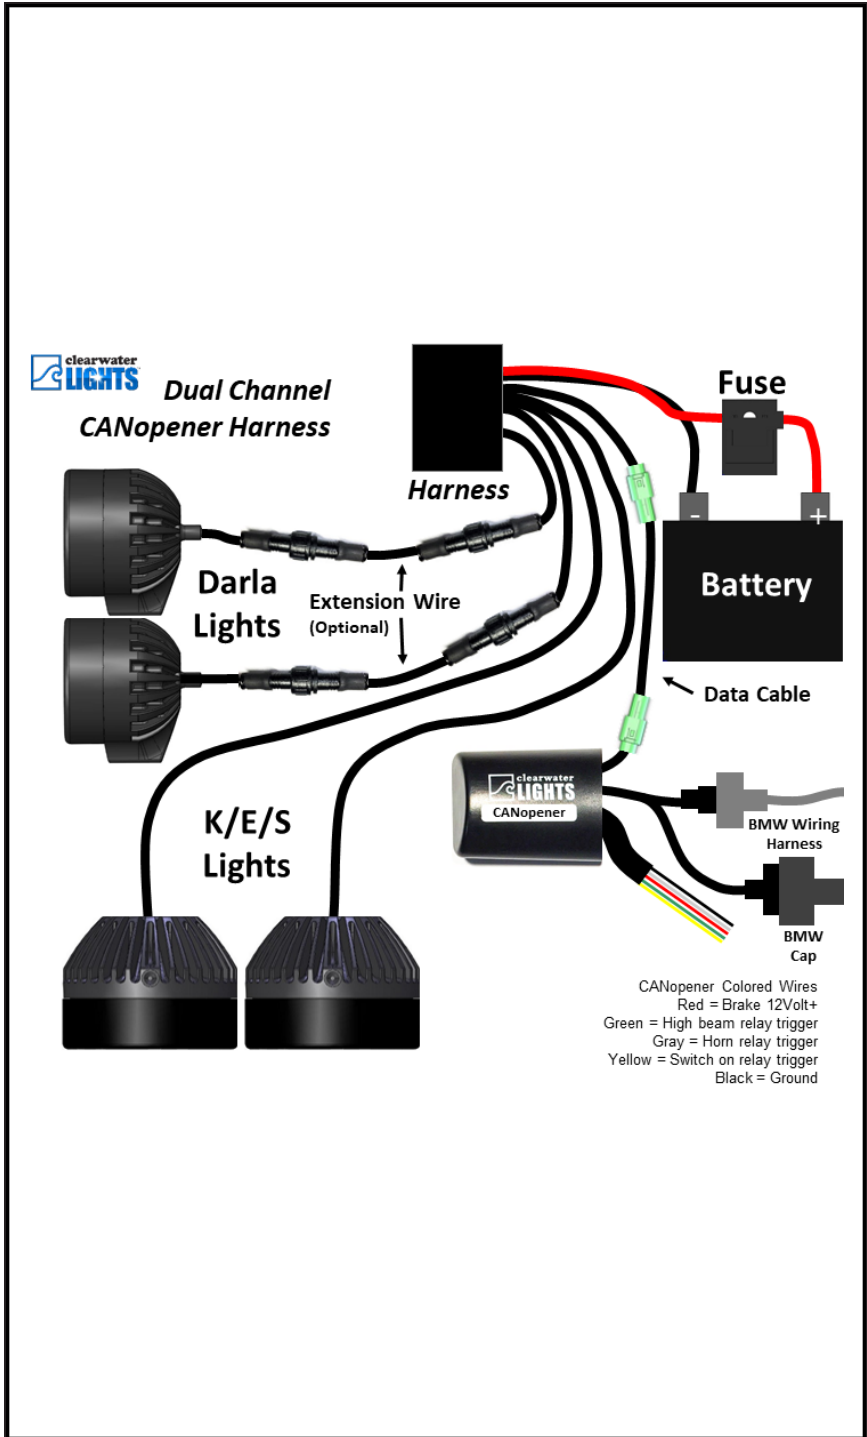 clearwater
LIGHTS
Dual Channel
CANopener Harness
Harness
Fuse
-
+
Battery
Darla
Lights
Extension Wire
(Optional)
Data Cable
clearwater
LIGHTS
CANopener
K/E/S
Lights
BMW Wiring
Harness
BMW
Cap
CANopener Colored Wires
Red = Brake 12Volt+
Green = High beam relay trigger
Gray = Horn relay trigger
Yellow = Switch on relay trigger
Black = Ground